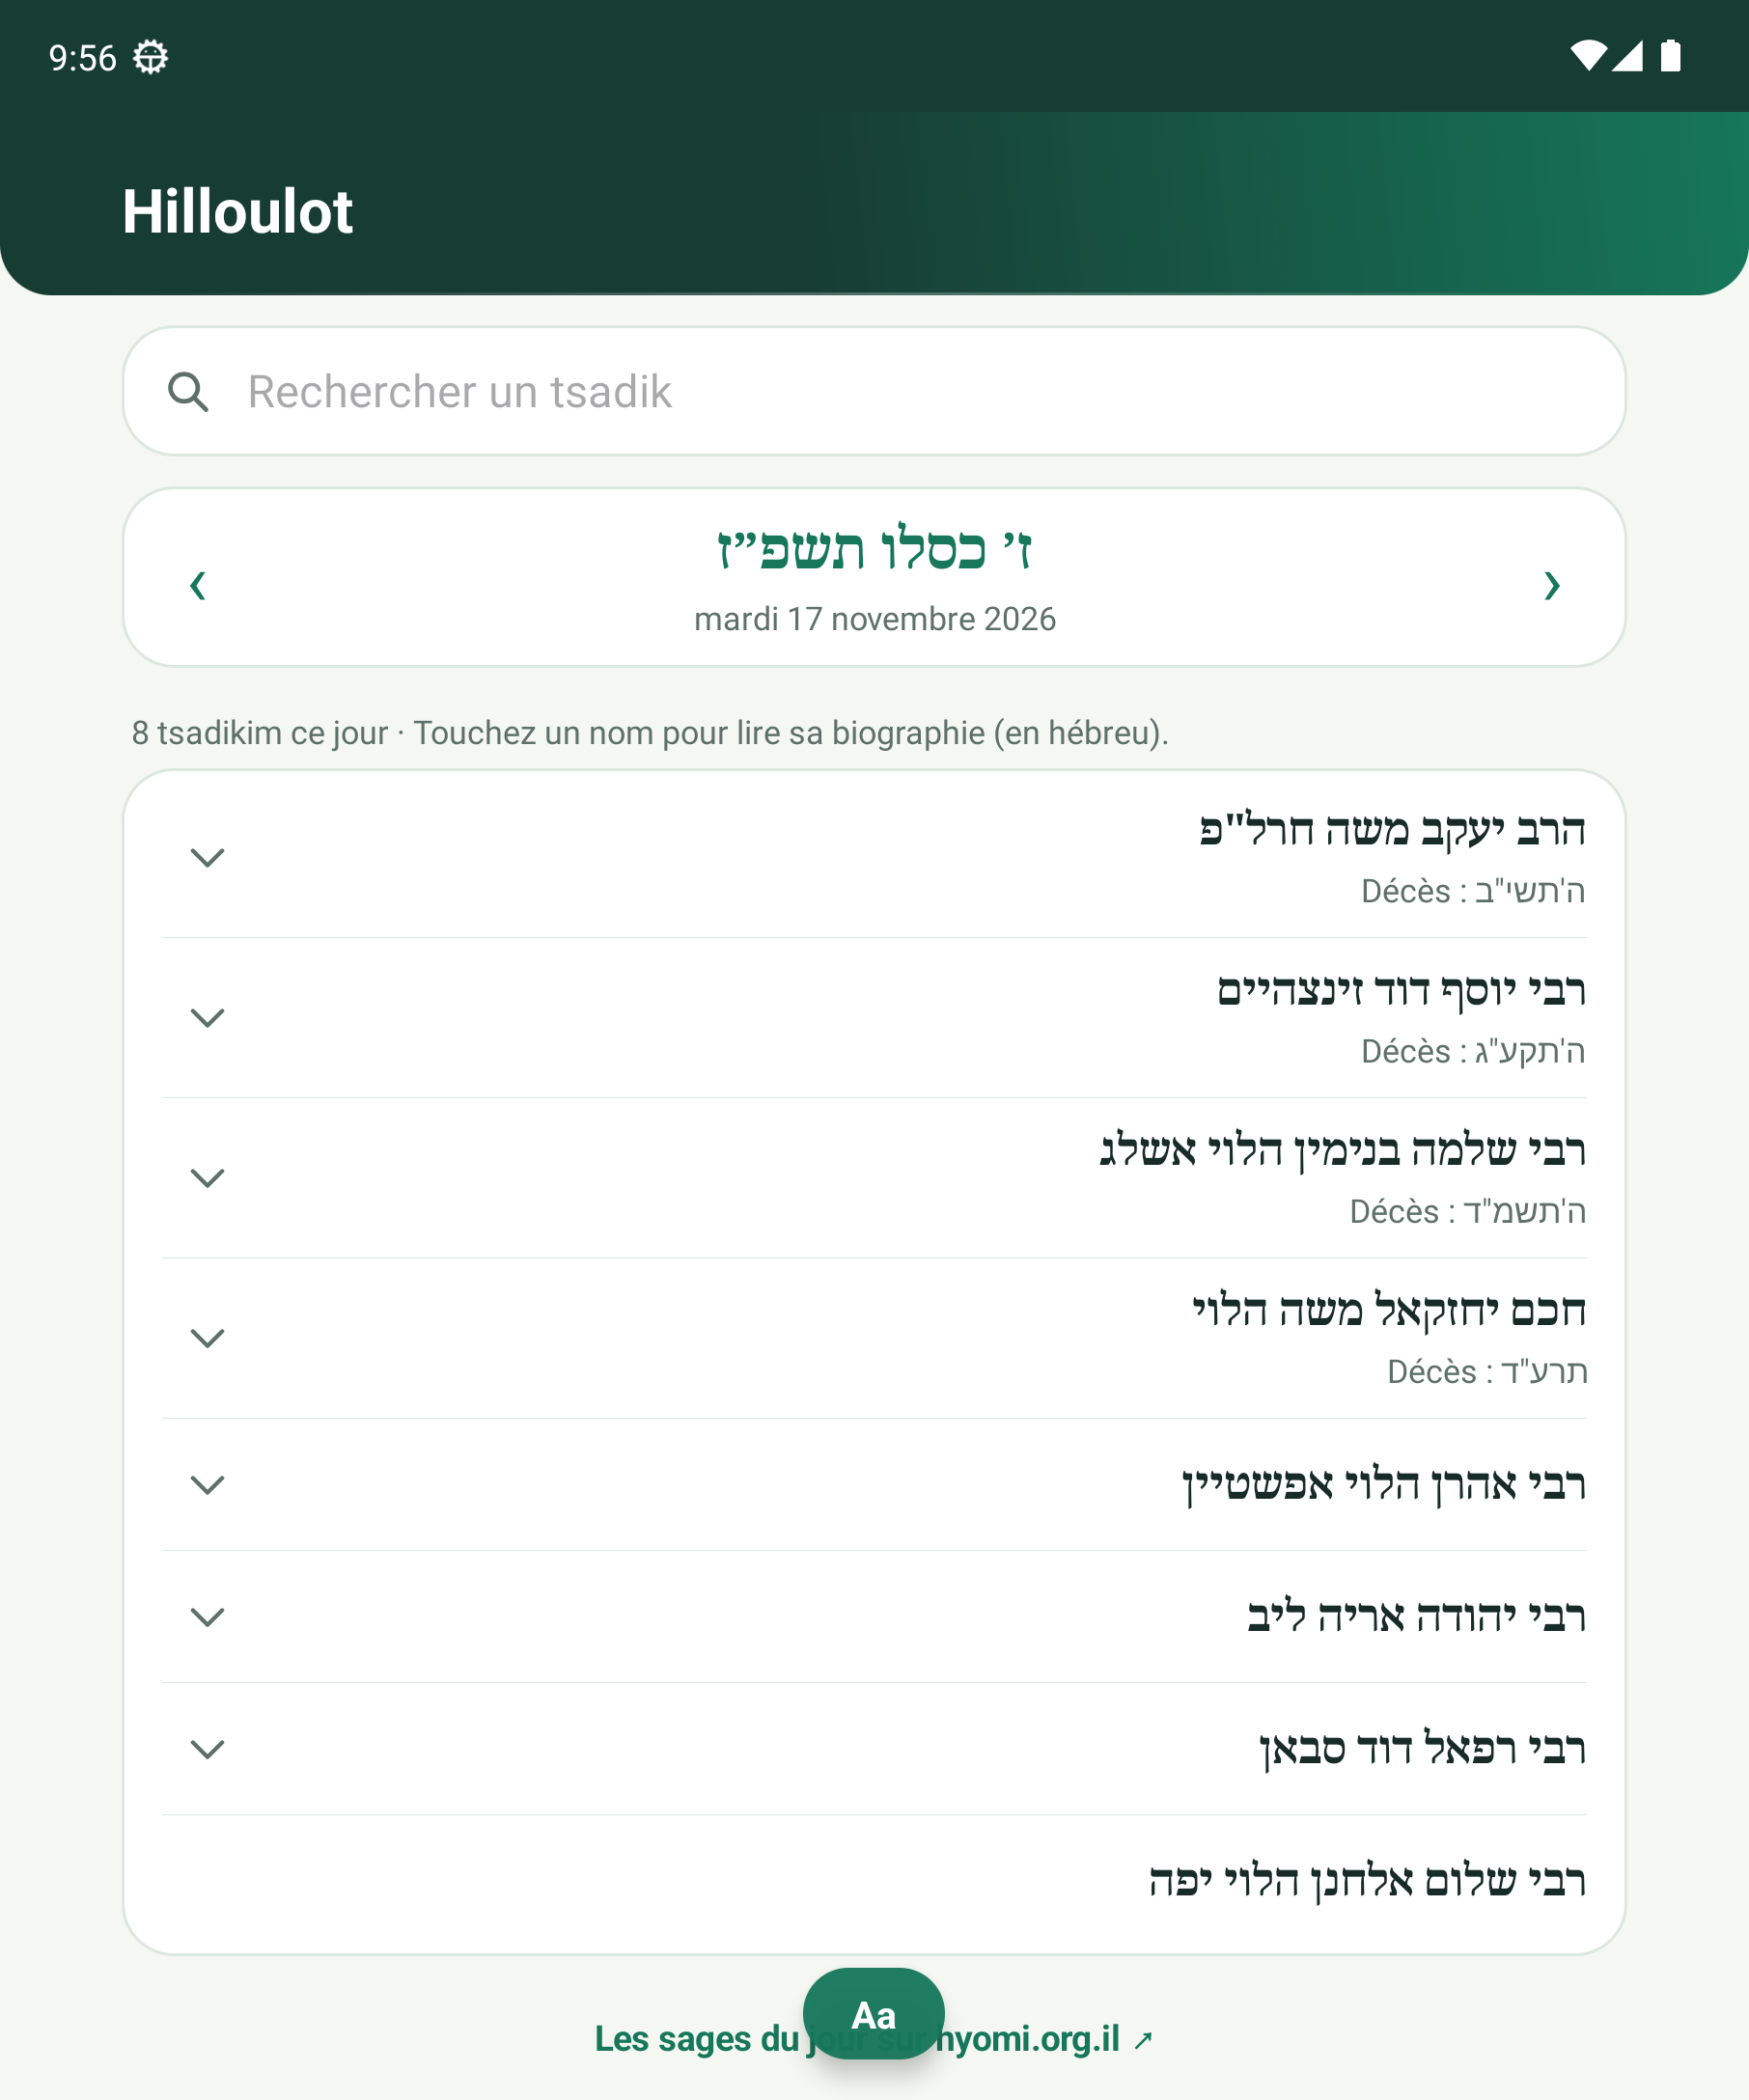 9:56
Hilloulot
Rechercher un tsadik
ז׳ כסלו תשפ״ז
mardi 17 novembre 2026
8 tsadikim ce jour · Touchez un nom pour lire sa biographie (en hébreu).
הרב יעקב משה חרל"פ
Décès : ה'תשי"ב
רבי יוסף דוד זינצהיים
Décès : ה'תקע"ג
רבי שלמה בנימין הלוי אשלג
Décès : ה'תשמ"ד
חכם יחזקאל משה הלוי
Décès : תרע"ד
רבי אהרן הלוי אפשטיין
רבי יהודה אריה ליב
רבי רפאל דוד סבאן
רבי שלום אלחנן הלוי יפה
Aa
Les sages du jour sur hyomi.org.il ↗